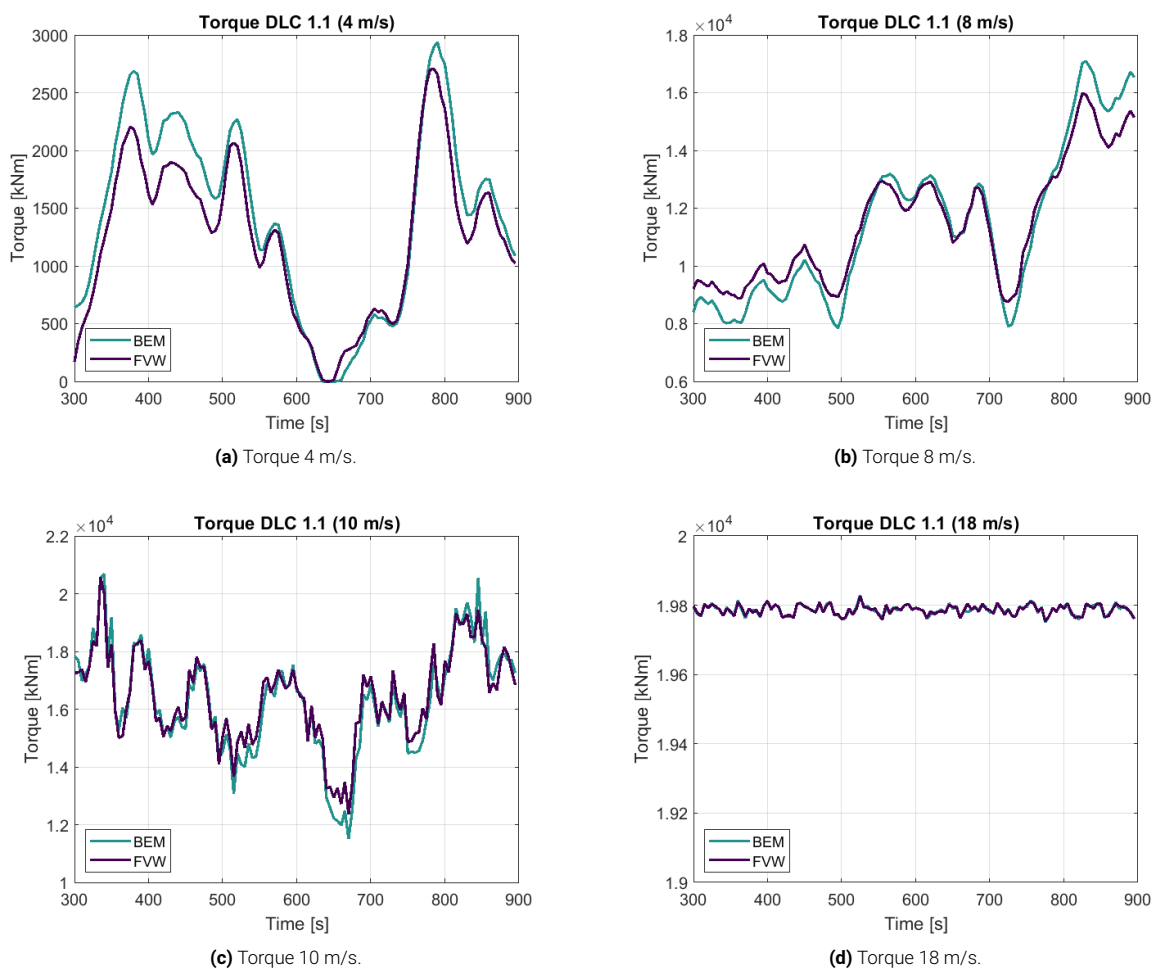 Torque DLC 1.1 (4 m/s)
3000
2500
2000
1500
1000
500
0
Torque [kNm]
BEM
FVW
300 400 500 600 700 800 900
Time [s]
(a) Torque 4 m/s.
Torque DLC 1.1 (8 m/s)
×10⁴
1.8
1.6
1.4
1.2
1
0.8
0.6
Torque [kNm]
BEM
FVW
300 400 500 600 700 800 900
Time [s]
(b) Torque 8 m/s.
Torque DLC 1.1 (10 m/s)
×10⁴
2.2
2
1.8
1.6
1.4
1.2
1
Torque [kNm]
BEM
FVW
300 400 500 600 700 800 900
Time [s]
(c) Torque 10 m/s.
Torque DLC 1.1 (18 m/s)
×10⁴
2
1.98
1.96
1.94
1.92
1.9
Torque [kNm]
BEM
FVW
300 400 500 600 700 800 900
Time [s]
(d) Torque 18 m/s.